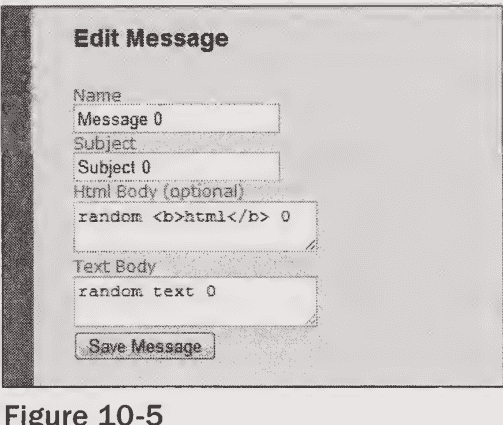 Edit Message
Name
Message 0
Subject
Subject 0
Html Body (optional)
random <b>html</b> 0
Text Body
random text 0
Save Message
Figure 10-5